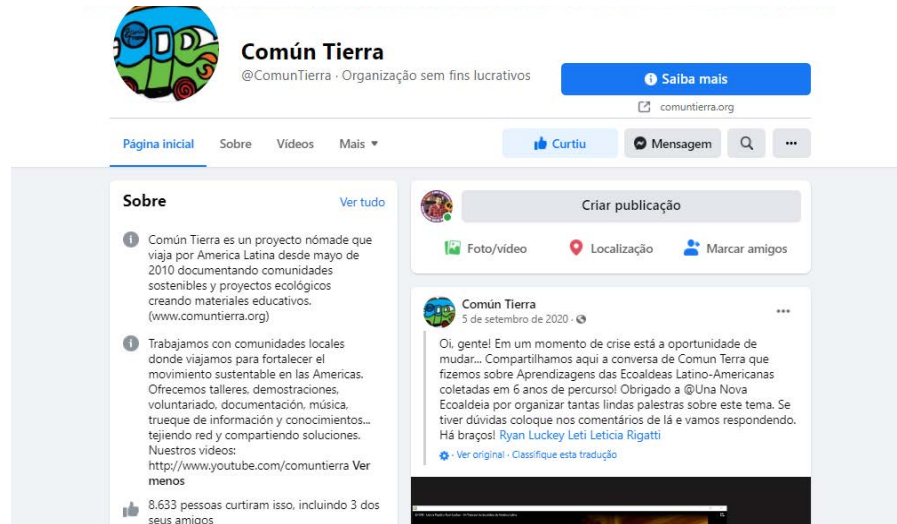 Común Tierra
@ComunTierra · Organização sem fins lucrativos
Saiba mais
comuntierra.org
Página inicial Sobre Vídeos Mais
Curtiu Mensagem
Sobre Ver tudo
Común Tierra es un proyecto nómade que
viaja por America Latina desde mayo de
2010 documentando comunidades
sostenibles y proyectos ecológicos
creando materiales educativos.
(www.comuntierra.org)
Trabajamos con comunidades locales
donde viajamos para fortalecer el
movimiento sustentable en las Americas.
Ofrecemos talleres, demostraciones,
voluntariado, documentación, música,
trueque de información y conocimientos...
tejiendo red y compartiendo soluciones.
Nuestros videos:
http://www.youtube.com/comuntierra Ver
menos
8.633 pessoas curtiram isso, incluindo 3 dos
seus amigos
Criar publicação
Foto/vídeo Localização Marcar amigos
Común Tierra
5 de setembro de 2020 ·
Oi, gente! Em um momento de crise está a oportunidade de
mudar... Compartilhamos aqui a conversa de Comun Terra que
fizemos sobre Aprendizagens das Ecoaldeas Latino-Americanas
coletadas em 6 anos de percurso! Obrigado a @Una Nova
Ecoaldeia por organizar tantas lindas palestras sobre este tema. Se
tiver dúvidas coloque nos comentários de lá e vamos respondendo.
Há braços! Ryan Luckey Leti Leticia Rigatti
· Ver original · Classifique esta tradução